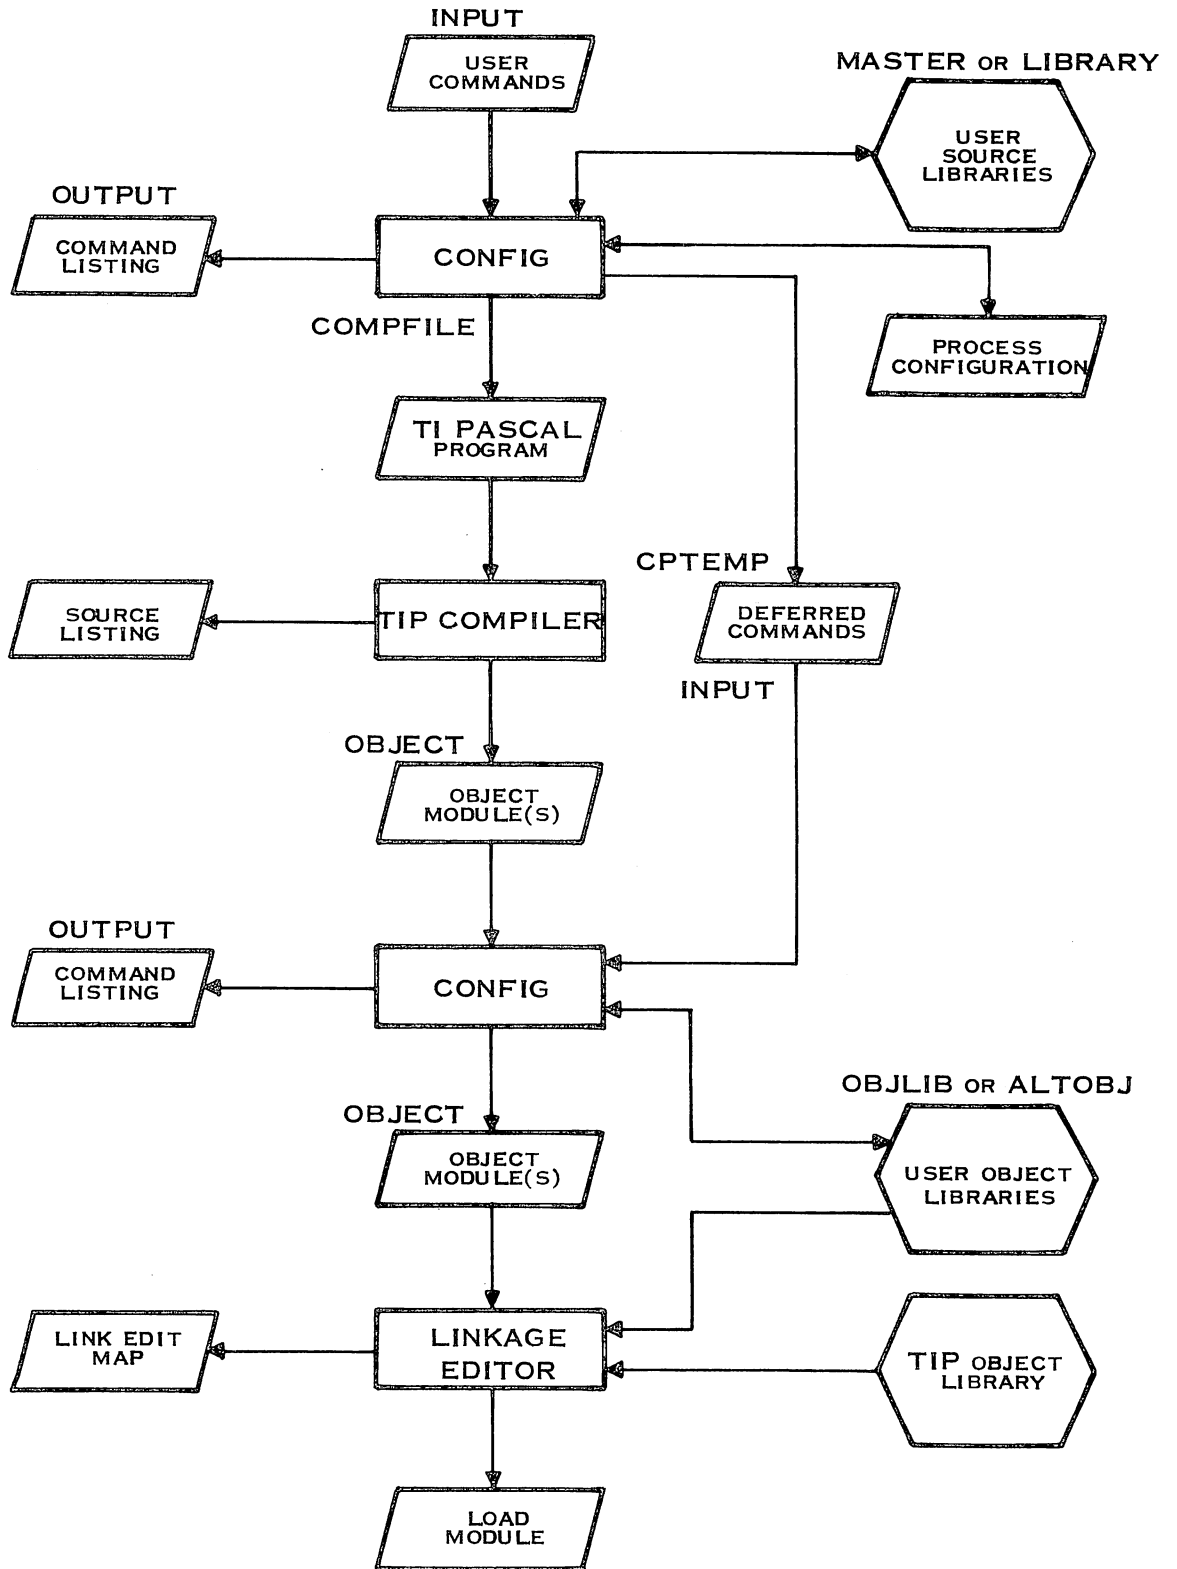 INPUT
USER
COMMANDS
MASTER OR LIBRARY
USER
SOURCE
LIBRARIES
OUTPUT
COMMAND
LISTING
CONFIG
COMPFILE
PROCESS
CONFIGURATION
TI PASCAL
PROGRAM
CPTEMP
SOURCE
LISTING
TIP COMPILER
DEFERRED
COMMANDS
INPUT
OBJECT
OBJECT
MODULE(S)
OUTPUT
COMMAND
LISTING
CONFIG
OBJLIB OR ALTOBJ
OBJECT
OBJECT
MODULE(S)
USER OBJECT
LIBRARIES
LINK EDIT
MAP
LINKAGE
EDITOR
TIP OBJECT
LIBRARY
LOAD
MODULE